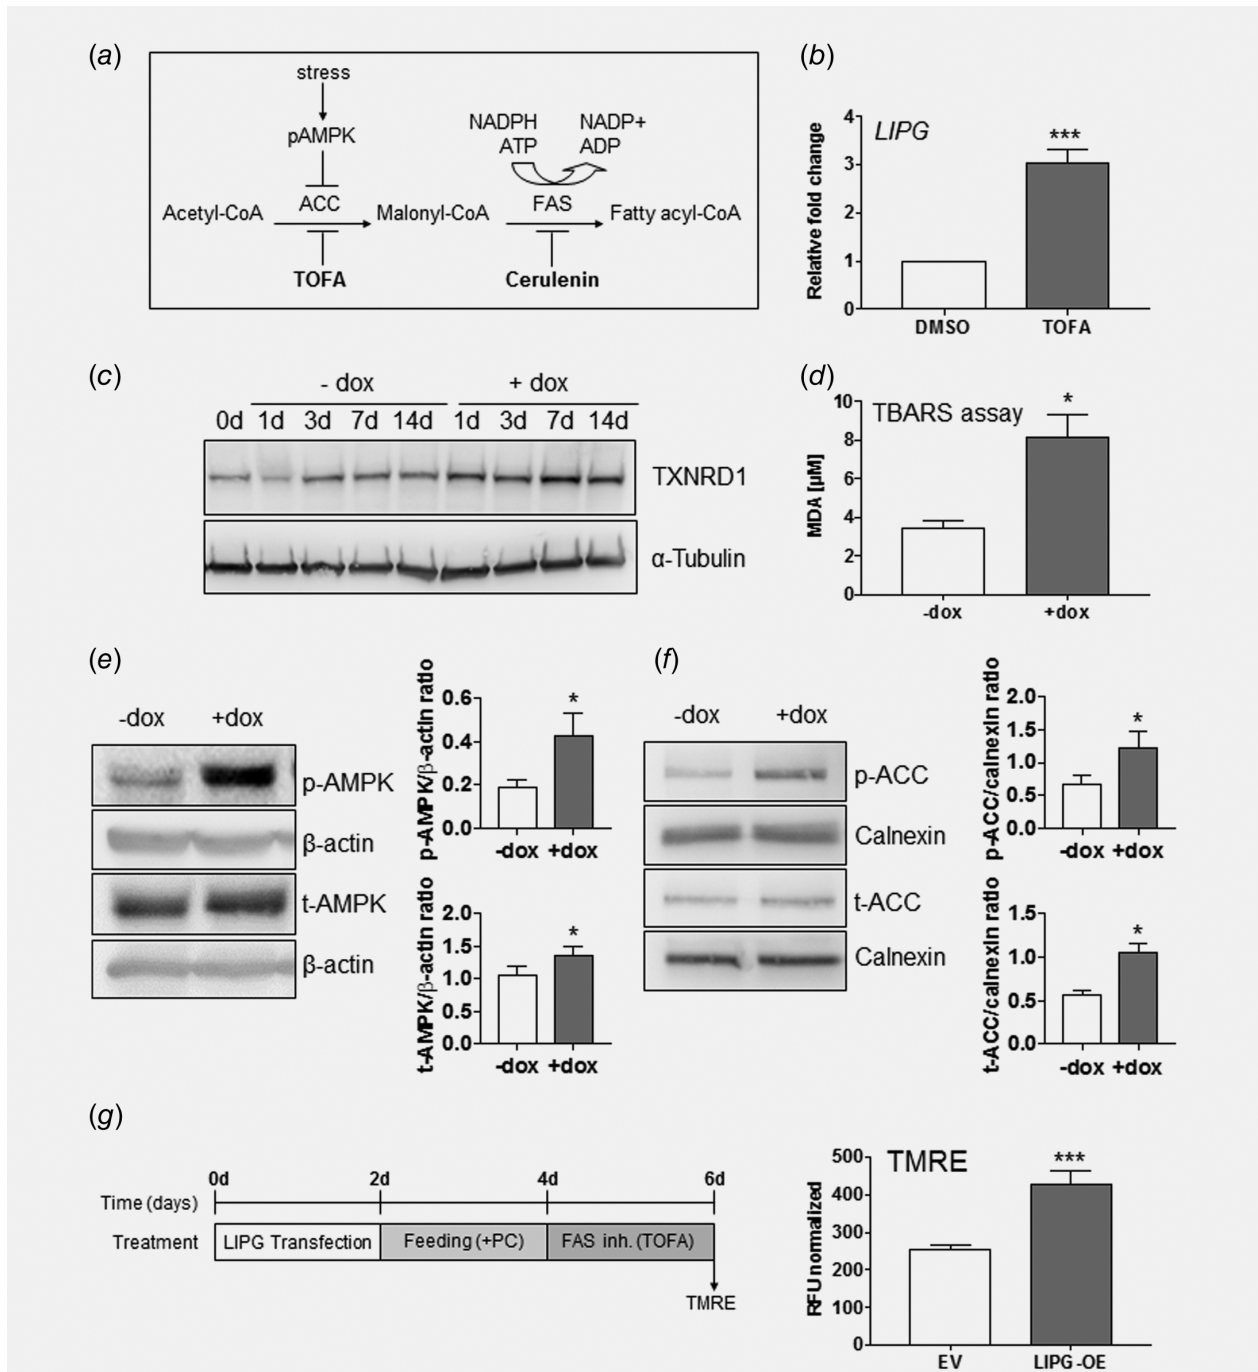 (a)
stress
pAMPK
NADPH NADP+
ATP ADP
Acetyl-CoA ACC Malonyl-CoA FAS Fatty acyl-CoA
TOFA Cerulenin
(b)
LIPG
***
Relative fold change
4
3
2
1
0
DMSO TOFA
(c)
- dox + dox
0d 1d 3d 7d 14d 1d 3d 7d 14d
TXNRD1
α-Tubulin
(d)
TBARS assay
*
MDA [µM]
10
8
6
4
2
0
-dox +dox
(e)
-dox +dox
p-AMPK
β-actin
t-AMPK
β-actin
p-AMPK/β-actin ratio
0.6
0.4
0.2
0.0
*
-dox +dox
t-AMPK/β-actin ratio
2.0
1.5
1.0
0.5
0.0
*
-dox +dox
(f)
-dox +dox
p-ACC
Calnexin
t-ACC
Calnexin
p-ACC/calnexin ratio
2.0
1.5
1.0
0.5
0.0
*
-dox +dox
t-ACC/calnexin ratio
1.5
1.0
0.5
0.0
*
-dox +dox
(g)
0d 2d 4d 6d
Time (days)
Treatment LIPG Transfection Feeding (+PC) FAS inh. (TOFA)
TMRE
TMRE
***
RFU normalized
500
400
300
200
100
0
EV LIPG-OE